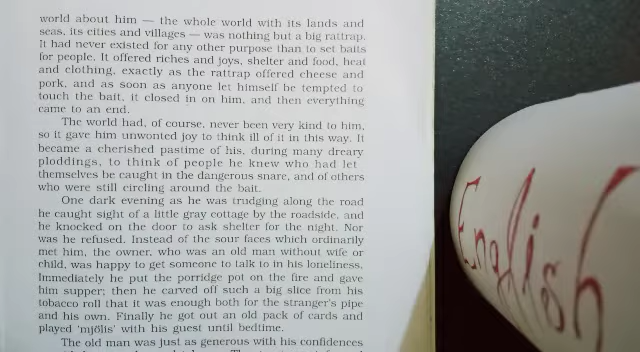 world about him — the whole world with its lands and
seas, its cities and villages — was nothing but a big rattrap.
It had never existed for any other purpose than to set baits
for people. It offered riches and joys, shelter and food, heat
and clothing, exactly as the rattrap offered cheese and
pork, and as soon as anyone let himself be tempted to
touch the bait, it closed in on him, and then everything
came to an end.
The world had, of course, never been very kind to him,
so it gave him unwonted joy to think ill of it in this way. It
became a cherished pastime of his, during many dreary
ploddings, to think of people he knew who had let
themselves be caught in the dangerous snare, and of others
who were still circling around the bait.
One dark evening as he was trudging along the road
he caught sight of a little gray cottage by the roadside, and
he knocked on the door to ask shelter for the night. Nor
was he refused. Instead of the sour faces which ordinarily
met him, the owner, who was an old man without wife or
child, was happy to get someone to talk to in his loneliness.
Immediately he put the porridge pot on the fire and gave
him supper; then he carved off such a big slice from his
tobacco roll that it was enough both for the stranger's pipe
and his own. Finally he got out an old pack of cards and
played 'mjölis' with his guest until bedtime.
The old man was just as generous with his confidences
English